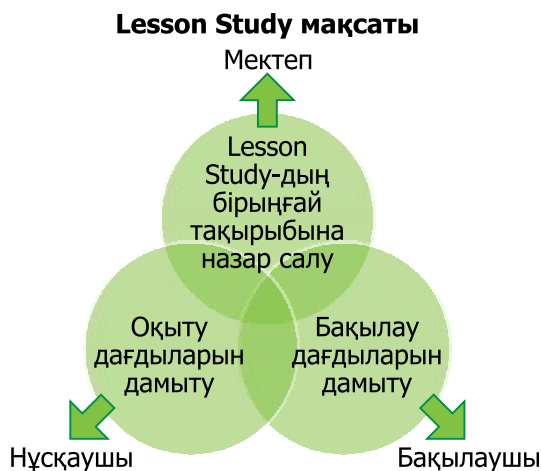 Lesson Study мақсаты
Мектеп
Lesson
Study-дың
бірыңғай
тақырыбына
назар салу
Оқыту
дағдыларын
дамыту
Бақылау
дағдыларын
дамыту
Нұсқаушы
Бақылаушы